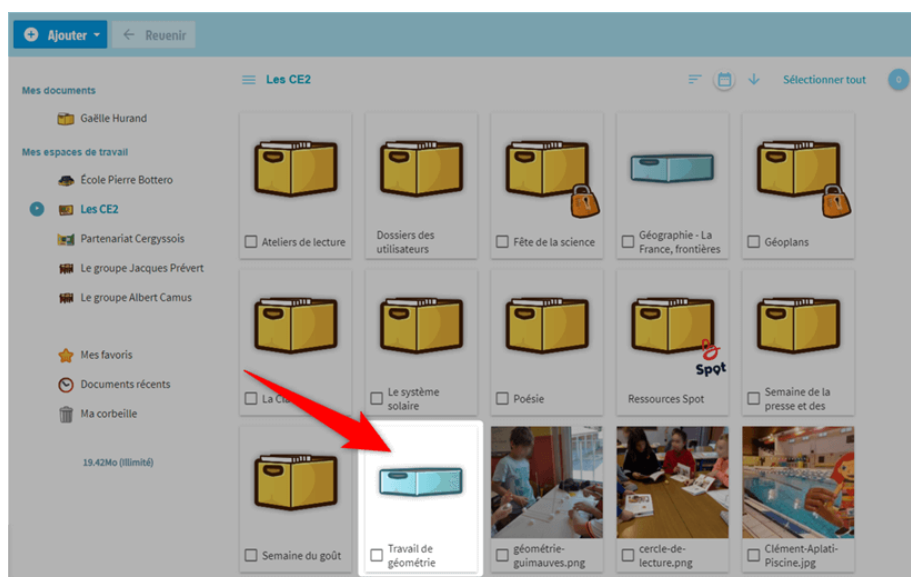 Ajouter
Revenir
Mes documents
Gaëlle Hurand
Mes espaces de travail
École Pierre Bottero
Les CE2
Partenariat Cergyssois
Le groupe Jacques Prévert
Le groupe Albert Camus
Mes favoris
Documents récents
Ma corbeille
19.42Mo (Illimité)
Les CE2
Sélectionner tout
0
Ateliers de lecture
Dossiers des
utilisateurs
Fête de la science
Géographie - La
France, frontières
Géoplans
La
Le système
solaire
Poésie
Spot
Ressources Spot
Semaine de la
presse et des
Semaine du goût
Travail de
géométrie
géométrie-
guimauves.png
cercle-de-
lecture.png
Clément-Aplati-
Piscine.jpg